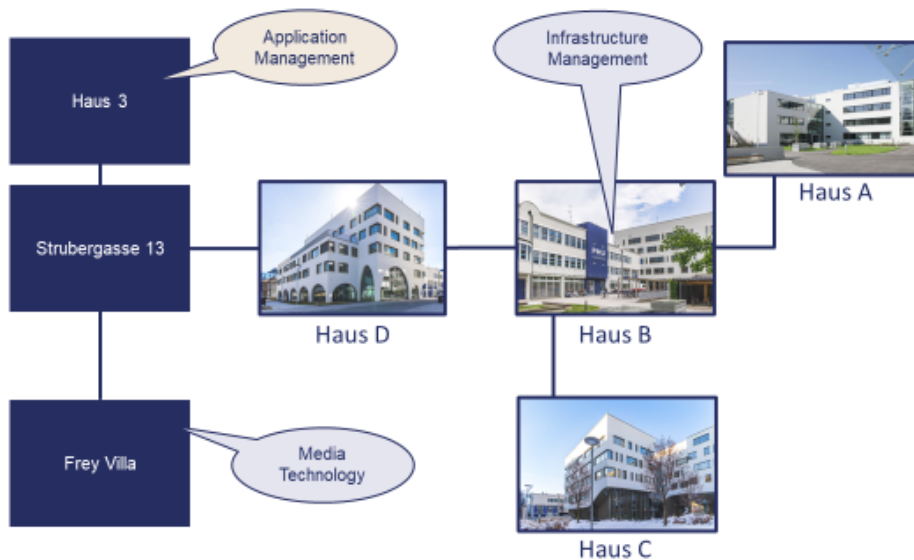 Application
Management
Infrastructure
Management
Haus 3
Haus A
Strubergasse 13
Haus D
Haus B
Frey Villa
Media
Technology
Haus C